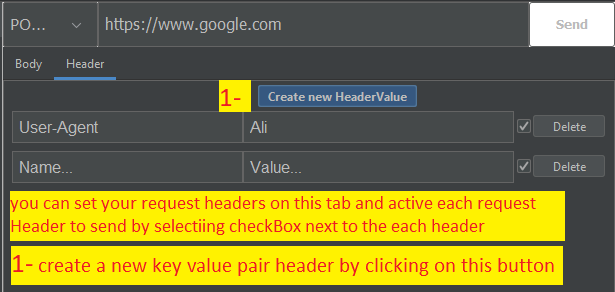 PO... https://www.google.com Send
Body Header
1- Create new HeaderValue
User-Agent Ali Delete
Name... Value... Delete
you can set your request headers on this tab and active each request
Header to send by selectiing checkBox next to the each header
1- create a new key value pair header by clicking on this button